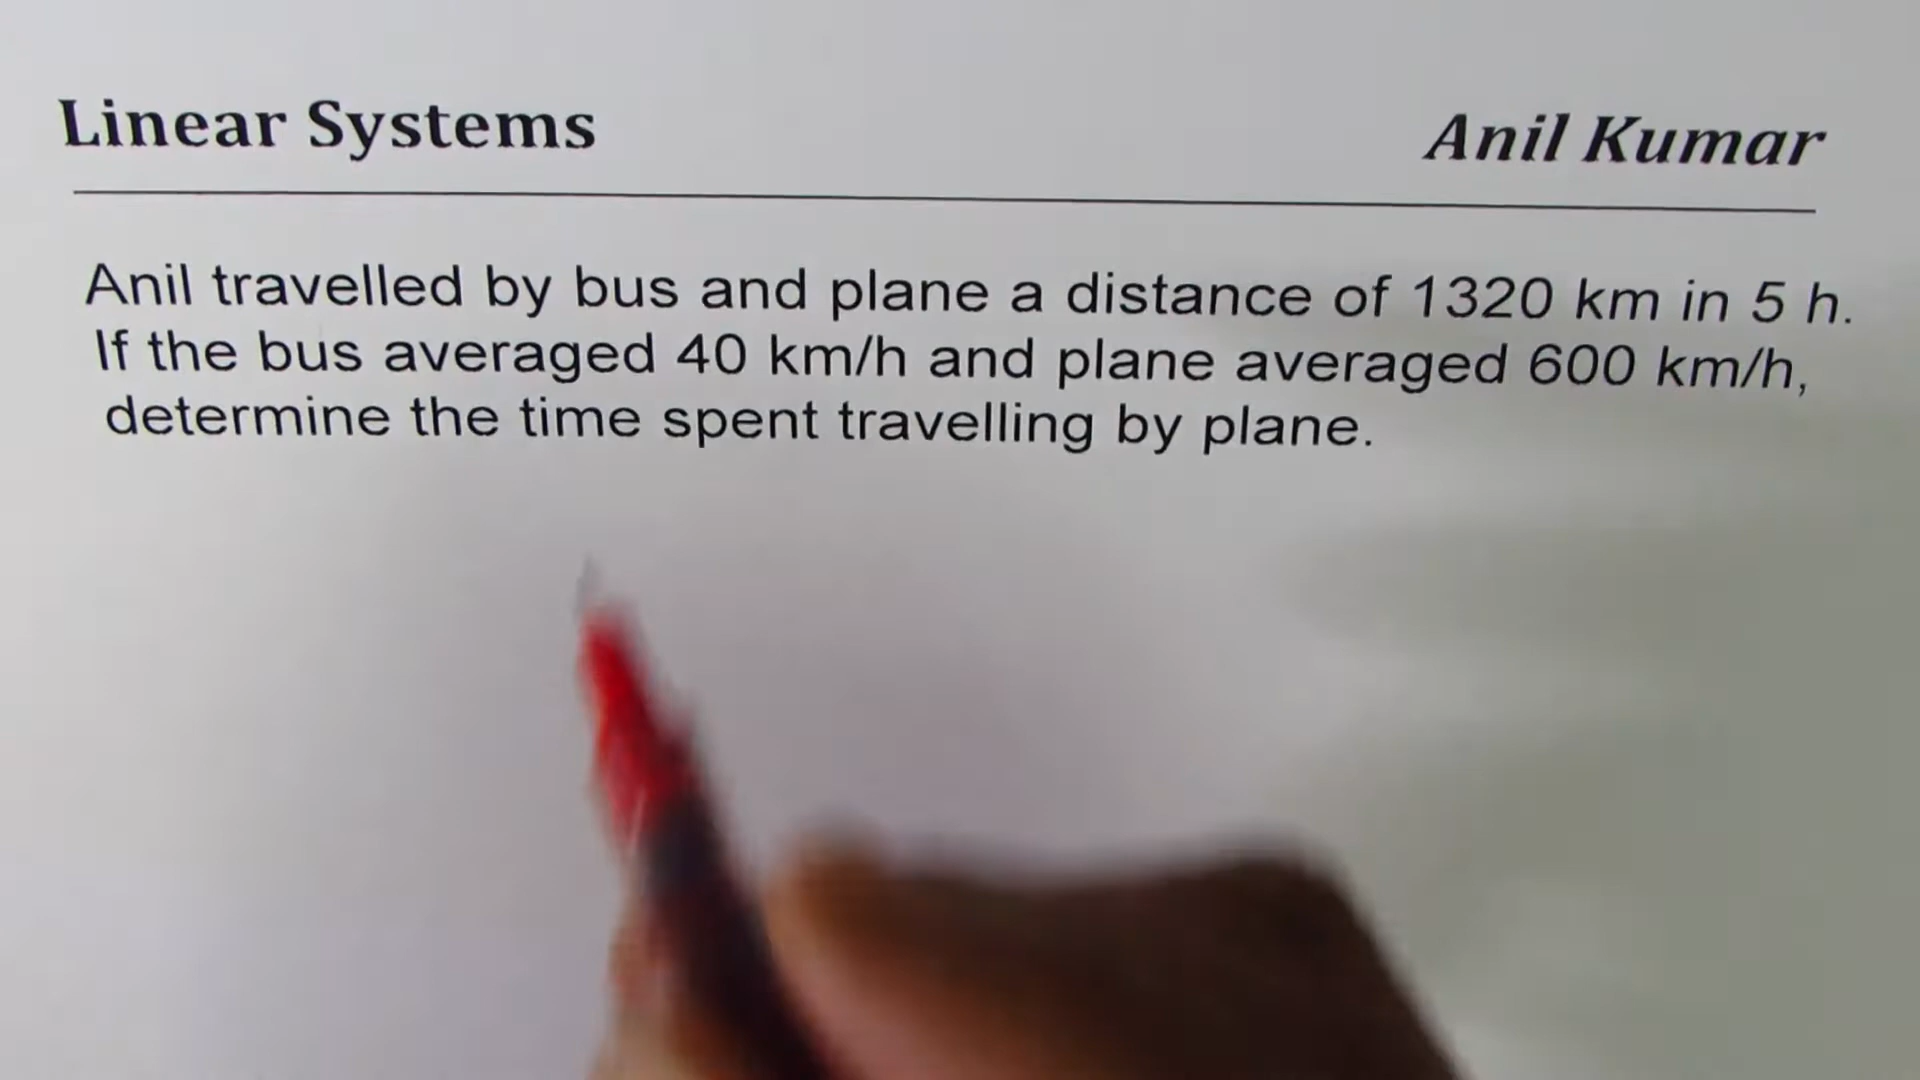 Linear Systems
Anil Kumar
Anil travelled by bus and plane a distance of 1320 km in 5 h.
If the bus averaged 40 km/h and plane averaged 600 km/h,
determine the time spent travelling by plane.